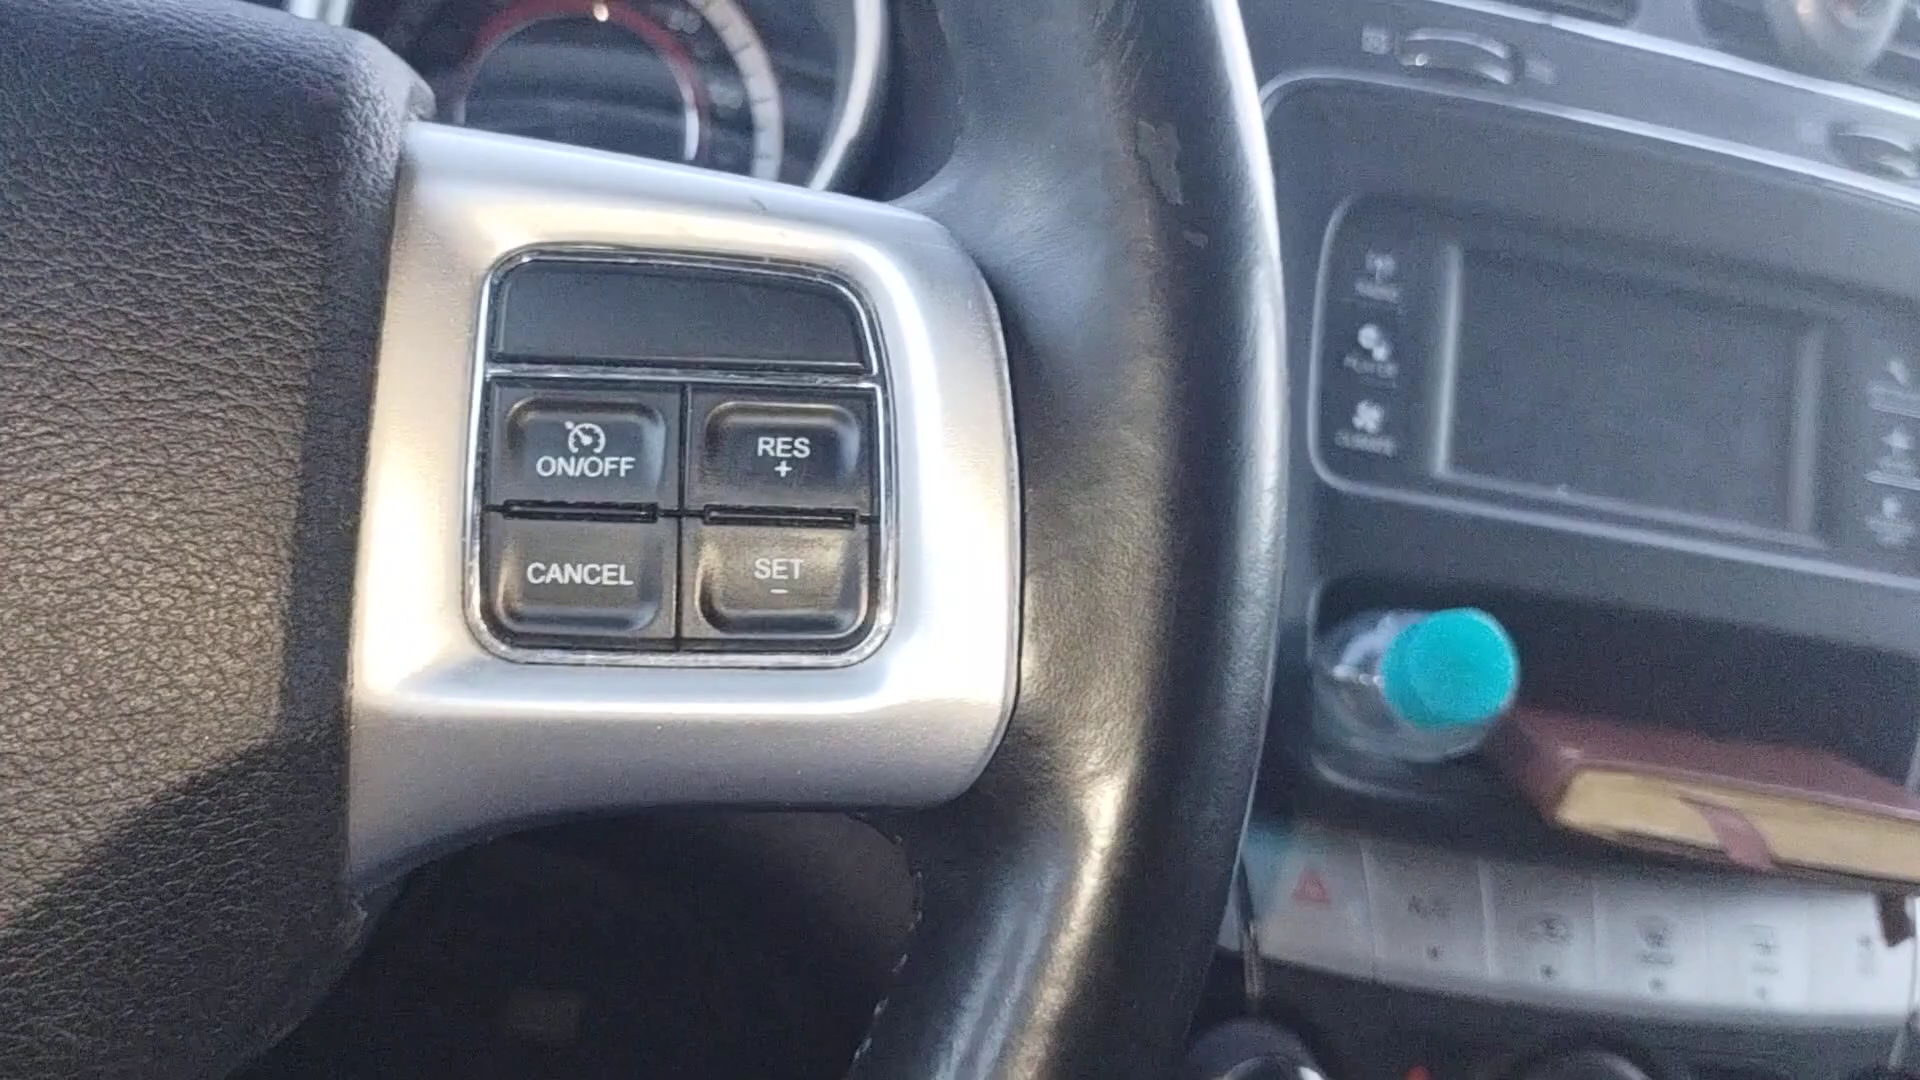 ON/OFF
RES
+
CANCEL
SET
-